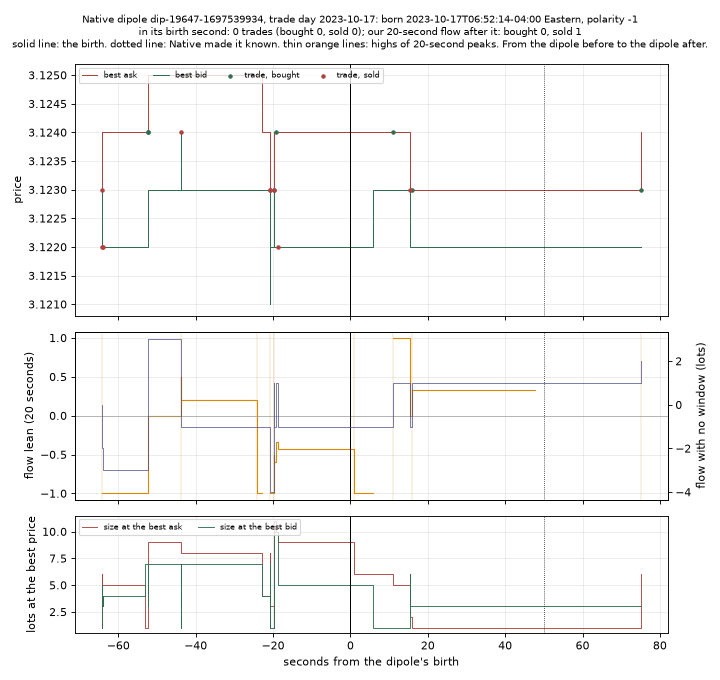 Native dipole dip-19647-1697539934, trade day 2023-10-17: born 2023-10-17T06:52:14-04:00 Eastern, polarity -1
in its birth second: 0 trades (bought 0, sold 0); our 20-second flow after it: bought 0, sold 1
solid line: the birth. dotted line: Native made it known. thin orange lines: highs of 20-second peaks. From the dipole before to the dipole after.
best ask
best bid
trade, bought
trade, sold
3.1250
3.1245
3.1240
3.1235
3.1230
3.1225
3.1220
3.1215
3.1210
price
1.0
0.5
0.0
−0.5
−1.0
flow lean (20 seconds)
2
0
−2
−4
flow with no window (lots)
size at the best ask
size at the best bid
10.0
7.5
5.0
2.5
lots at the best price
−60
−40
−20
0
20
40
60
80
seconds from the dipole's birth